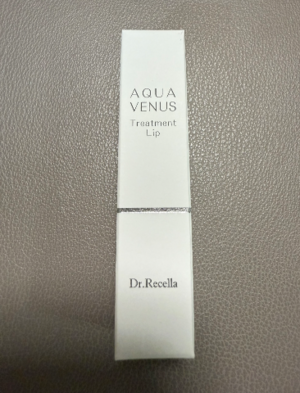 AQUA
VENUS
Treatment
Lip
Dr.Recella